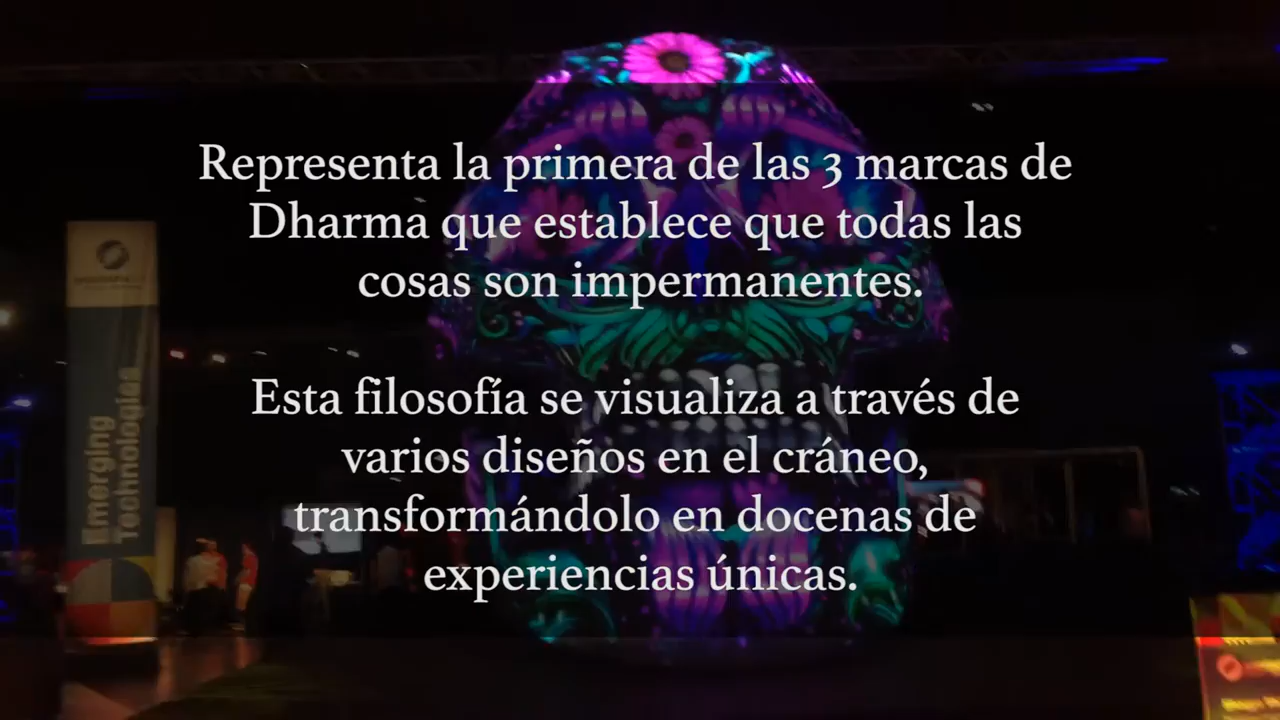 Representa la primera de las 3 marcas de
Dharma que establece que todas las
cosas son impermanentes.
Esta filosofía se visualiza a través de
varios diseños en el cráneo,
transformándolo en docenas de
experiencias únicas.
Emerging
Technologies